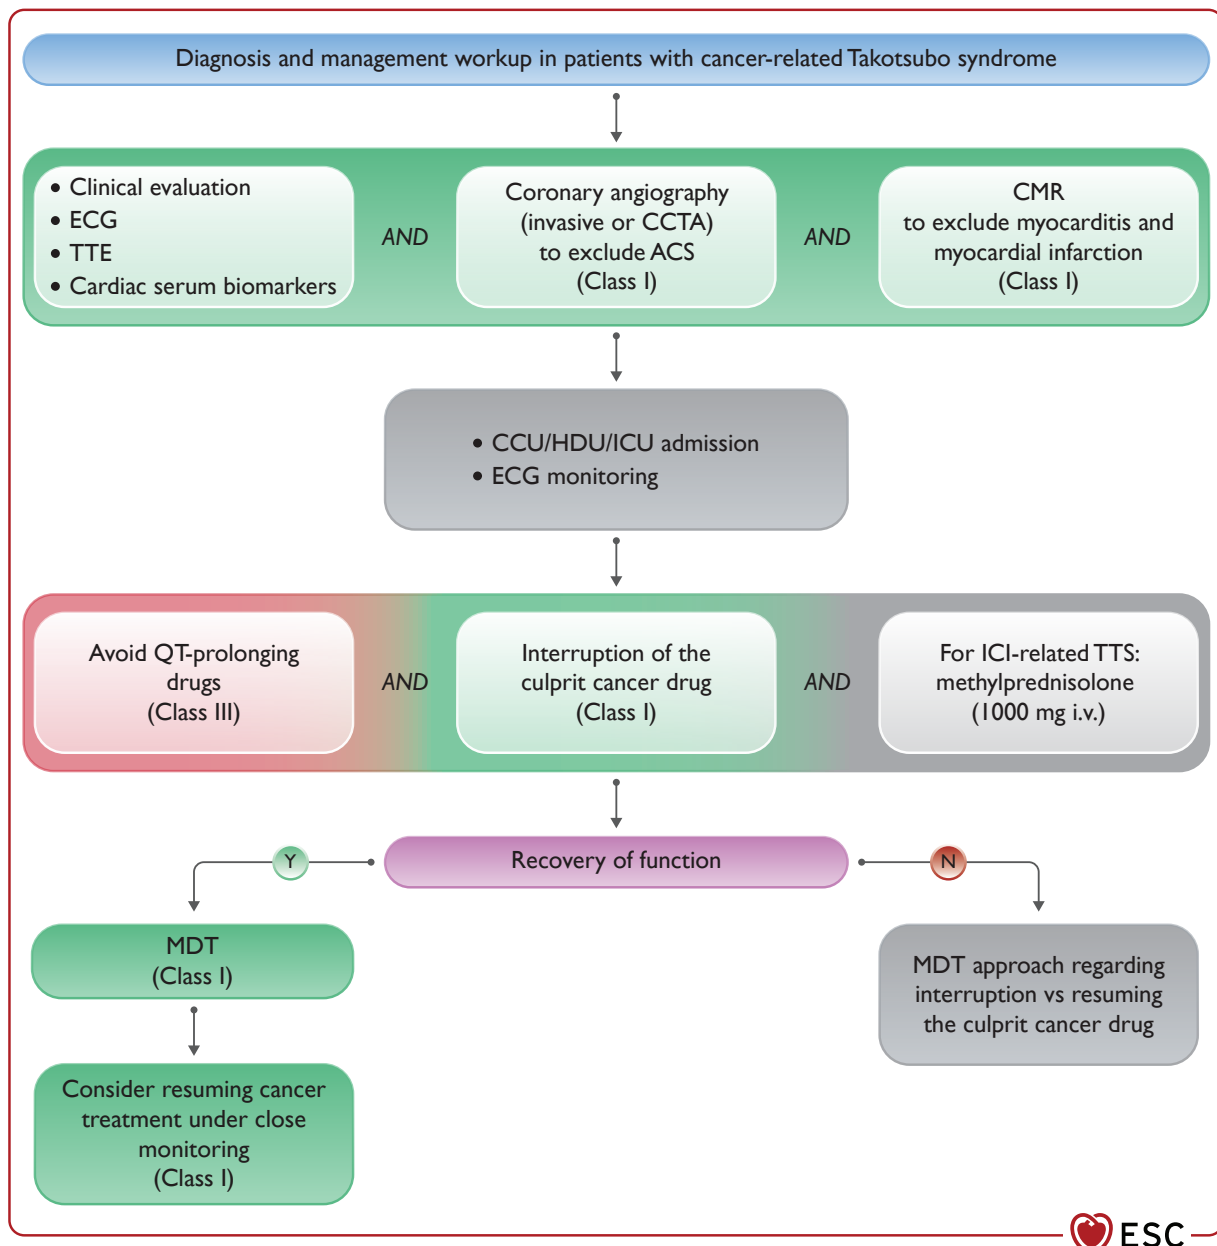 Diagnosis and management workup in patients with cancer-related Takotsubo syndrome
• Clinical evaluation
• ECG
• TTE
• Cardiac serum biomarkers
AND
Coronary angiography
(invasive or CCTA)
to exclude ACS
(Class I)
AND
CMR
to exclude myocarditis and
myocardial infarction
(Class I)
• CCU/HDU/ICU admission
• ECG monitoring
Avoid QT-prolonging
drugs
(Class III)
AND
Interruption of the
culprit cancer drug
(Class I)
AND
For ICI-related TTS:
methylprednisolone
(1000 mg i.v.)
Recovery of function
Y
N
MDT
(Class I)
MDT approach regarding
interruption vs resuming
the culprit cancer drug
Consider resuming cancer
treatment under close
monitoring
(Class I)
ESC